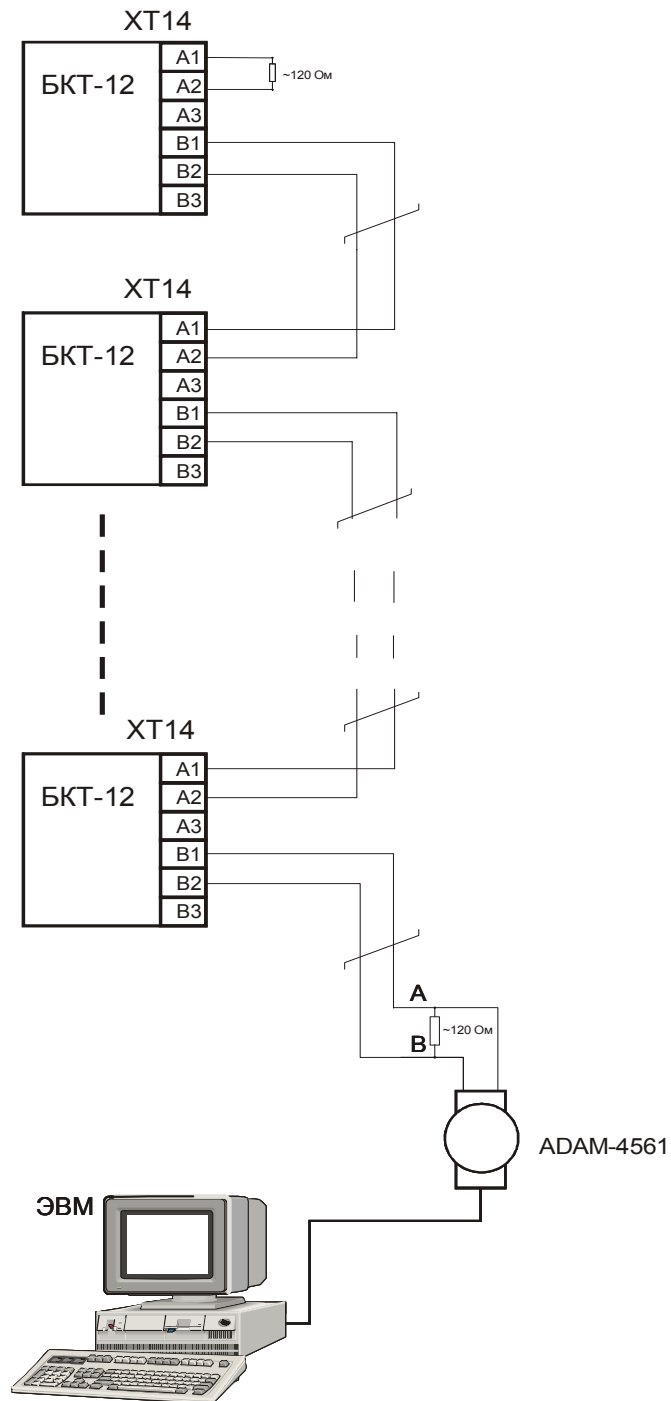 XT14
БКТ-12
A1
A2
A3
B1
B2
B3
~120 Ом
XT14
БКТ-12
A1
A2
A3
B1
B2
B3
XT14
БКТ-12
A1
A2
A3
B1
B2
B3
A
B
~120 Ом
ADAM-4561
ЭВМ